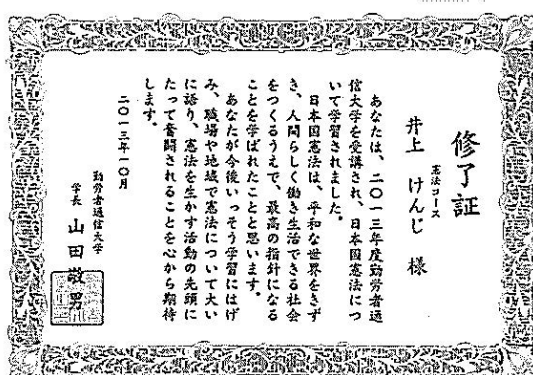 修了証
憲法コース
井上 けんじ 様
あなたは、二〇一三年度勤労者通
信大学を受講され、日本国憲法につ
いて学習されました。
日本国憲法は、平和な世界をきず
き、人間らしく働き生活できる社会
をつくるうえで、最高の指針になる
ことを学ばれたことと思います。
あなたが今後いっそう学習にはげ
み、職場や地域で憲法について大い
に語り、憲法を生かす活動の先頭に
たって奮闘されることを心から期待
します。
二〇一三年一〇月
勤労者通信大学
学長 山田敬男